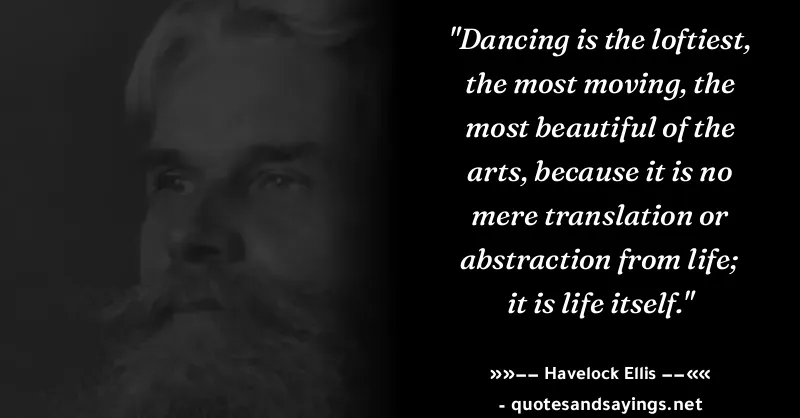 "Dancing is the loftiest,
the most moving, the
most beautiful of the
arts, because it is no
mere translation or
abstraction from life;
it is life itself."
»»—— Havelock Ellis ——««
- quotesandsayings.net